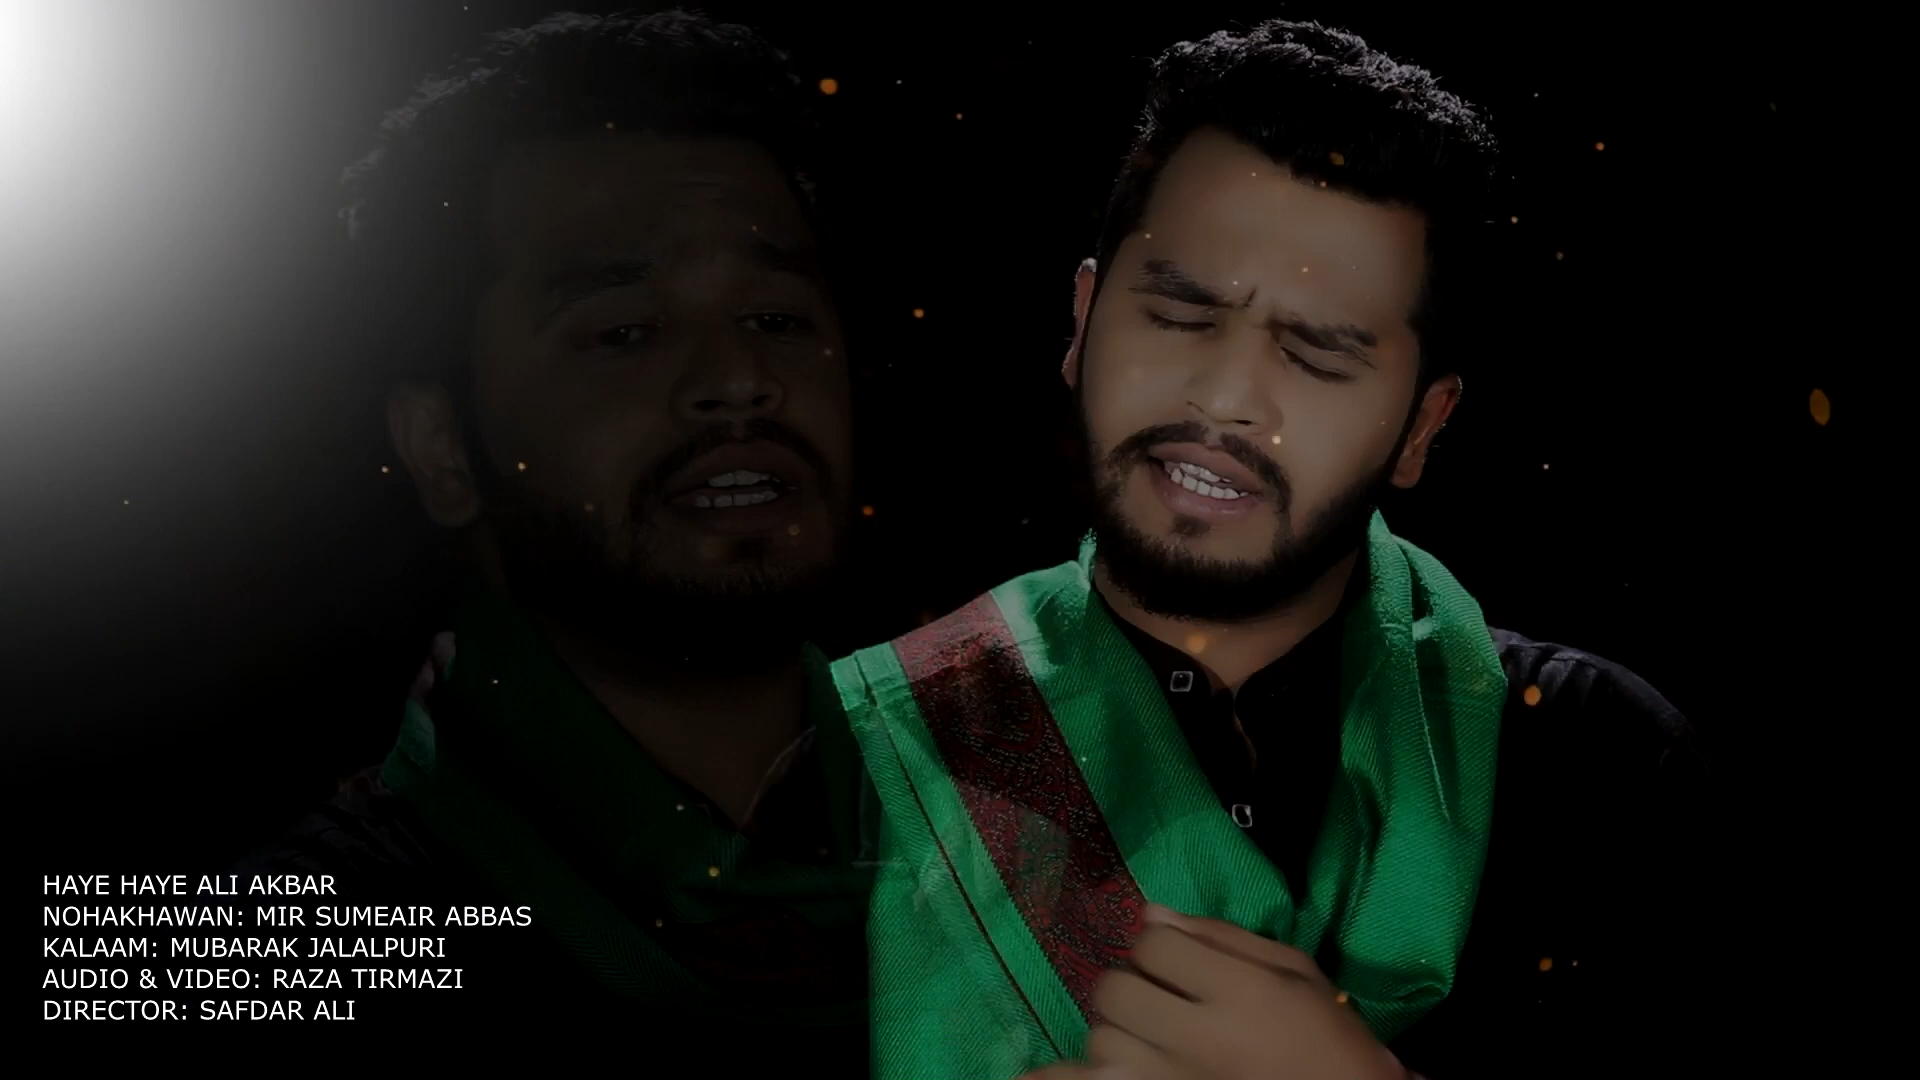 HAYE HAYE ALI AKBAR
NOHAKHAWAN: MIR SUMEAIR ABBAS
KALAAM: MUBARAK JALALPURI
AUDIO & VIDEO: RAZA TIRMAZI
DIRECTOR: SAFDAR ALI